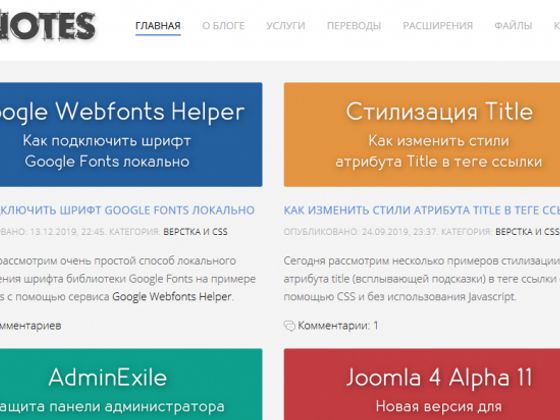 NOTES
ГЛАВНАЯ О БЛОГЕ УСЛУГИ ПЕРЕВОДЫ РАСШИРЕНИЯ ФАЙЛЫ К
oogle Webfonts Helper
Как подключить шрифт
Google Fonts локально
КЛЮЧИТЬ ШРИФТ GOOGLE FONTS ЛОКАЛЬНО
ВАНО: 13.12.2019, 22:45. КАТЕГОРИЯ: ВЕРСТКА И CSS
рассмотрим очень простой способ локального
ения шрифта библиотеки Google Fonts на примере
s с помощью сервиса Google Webfonts Helper.
мментариев
Стилизация Title
Как изменить стили
атрибута Title в теге ссылки
КАК ИЗМЕНИТЬ СТИЛИ АТРИБУТА TITLE В ТЕГЕ ССЫ
ОПУБЛИКОВАНО: 24.09.2019, 23:37. КАТЕГОРИЯ: ВЕРСТКА И CSS
Сегодня рассмотрим несколько примеров стилизации
атрибута title (всплывающей подсказки) в теге ссылки с
помощью CSS и без использования Javascript.
Комментарии: 1
AdminExile
ащита панели администратора
Joomla 4 Alpha 11
Новая версия для